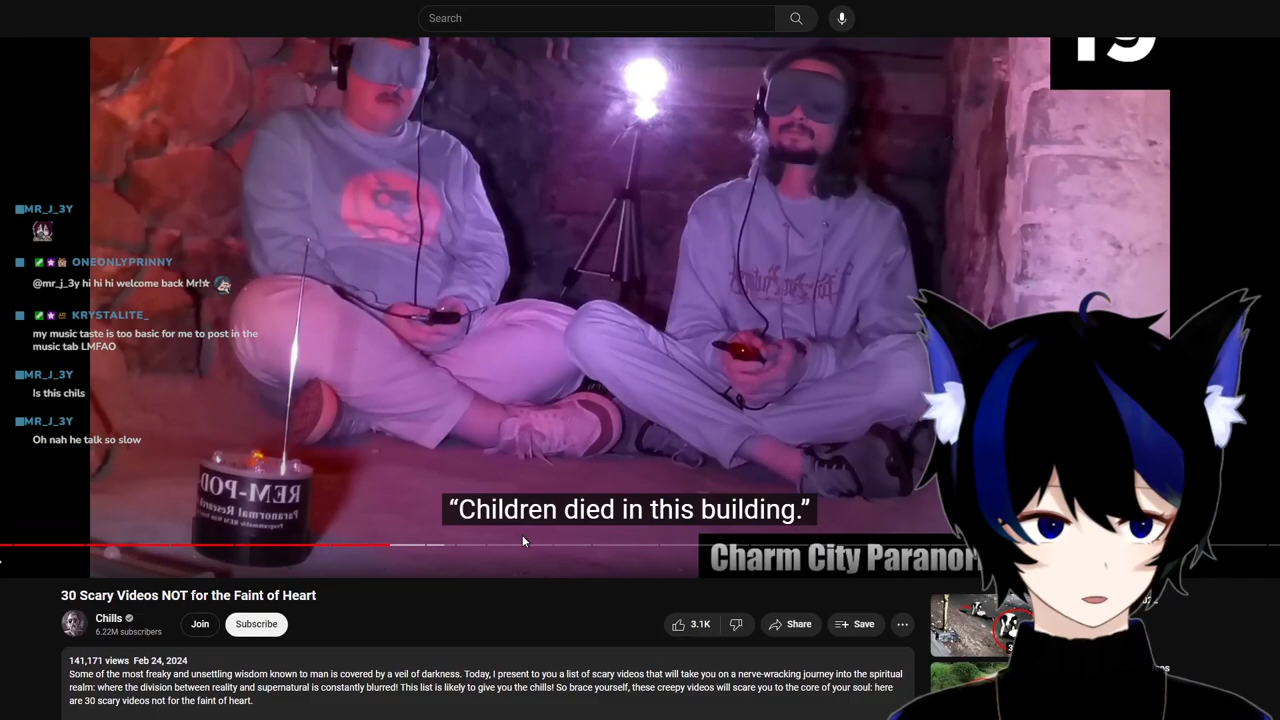 Search
19
MR_J_3Y
ONEONLYPRINNY
@mr_j_3y hi hi hi welcome back Mr!☆
KRYSTALITE_
my music taste is too basic for me to post in the
music tab LMFAO
MR_J_3Y
Is this chils
MR_J_3Y
Oh nah he talk so slow
REM-POD
Paranormal Research
“Children died in this building.”
Charm City Paranor
30 Scary Videos NOT for the Faint of Heart
Chills
6.22M subscribers
Join
Subscribe
3.1K
Share
Save
141,171 views Feb 24, 2024
Some of the most freaky and unsettling wisdom known to man is covered by a veil of darkness. Today, I present to you a list of scary videos that will take you on a nerve-wracking journey into the spiritual
realm: where the division between reality and supernatural is constantly blurred! This list is likely to give you the chills! So brace yourself, these creepy videos will scare you to the core of your soul: here
are 30 scary videos not for the faint of heart.